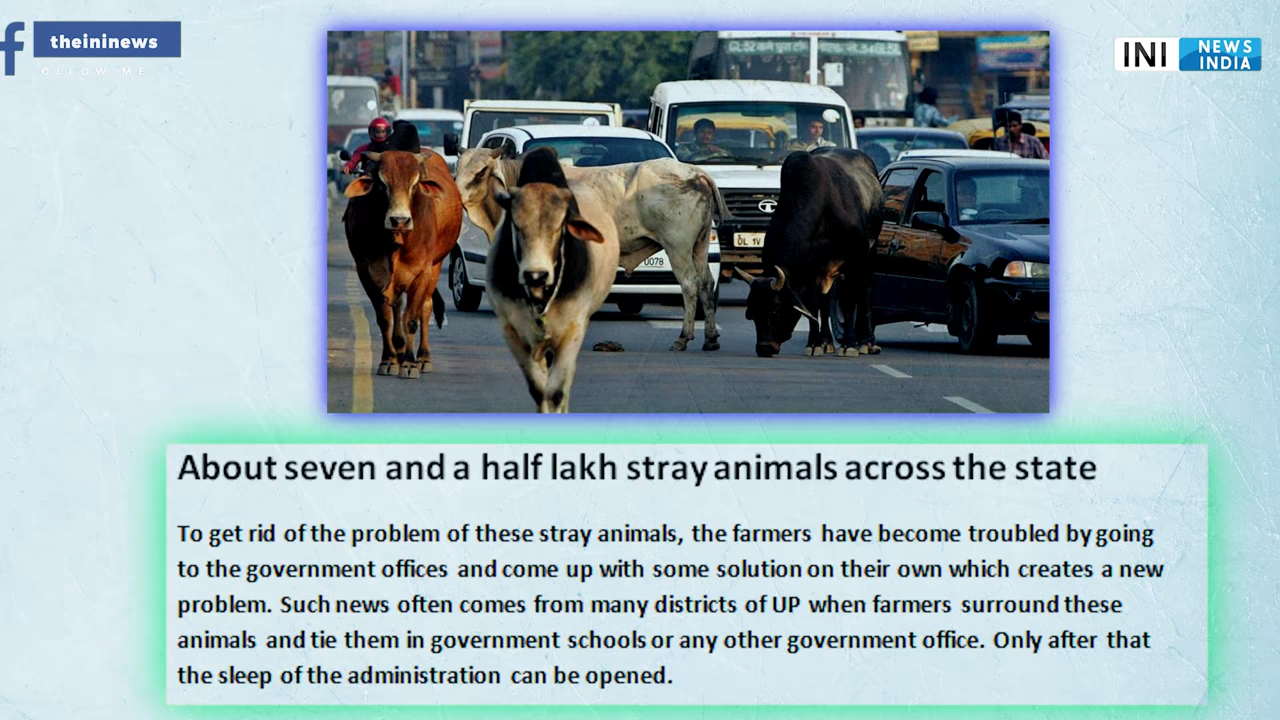 theininews
OLLOW ME
INI NEWS
INDIA
DL 1V
0078
About seven and a half lakh stray animals across the state
To get rid of the problem of these stray animals, the farmers have become troubled by going
to the government offices and come up with some solution on their own which creates a new
problem. Such news often comes from many districts of UP when farmers surround these
animals and tie them in government schools or any other government office. Only after that
the sleep of the administration can be opened.